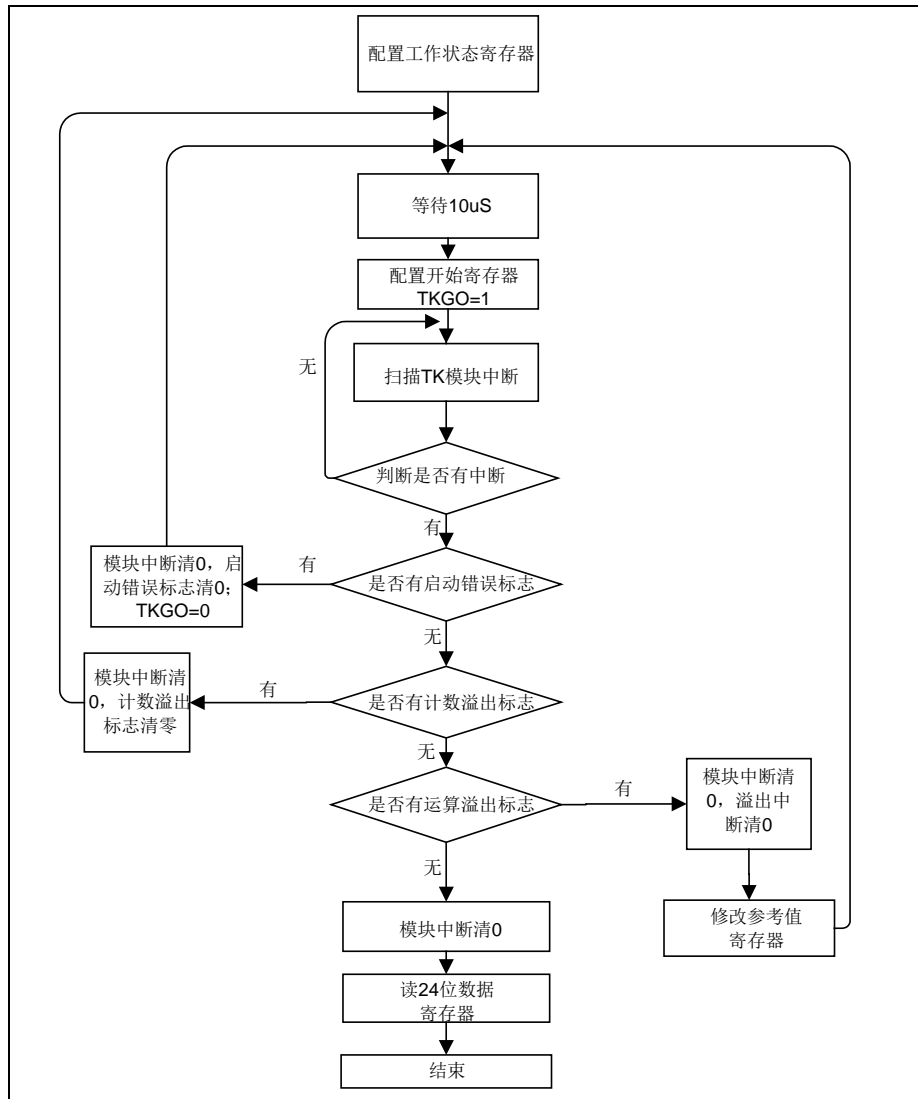 配置工作状态寄存器
等待10uS
配置开始寄存器
TKGO=1
无
扫描TK模块中断
判断是否有中断
有
模块中断清0，启
动错误标志清0；
TKGO=0
有
是否有启动错误标志
无
模块中断清
0，计数溢出
标志清零
有
是否有计数溢出标志
无
是否有运算溢出标志
有
模块中断清
0，溢出中
断清0
无
模块中断清0
修改参考值
寄存器
读24位数据
寄存器
结束